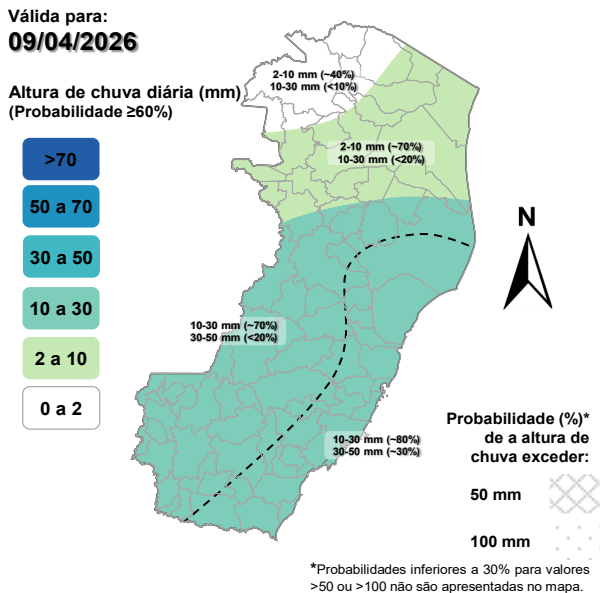 Válida para:
09/04/2026
Altura de chuva diária (mm)
(Probabilidade ≥60%)
>70
50 a 70
30 a 50
10 a 30
2 a 10
0 a 2
2-10 mm (~40%)
10-30 mm (<10%)
2-10 mm (~70%)
10-30 mm (<20%)
10-30 mm (~70%)
30-50 mm (<20%)
10-30 mm (~80%)
30-50 mm (~30%)
N
Probabilidade (%)*
de a altura de
chuva exceder:
50 mm
100 mm
*Probabilidades inferiores a 30% para valores
>50 ou >100 não são apresentadas no mapa.